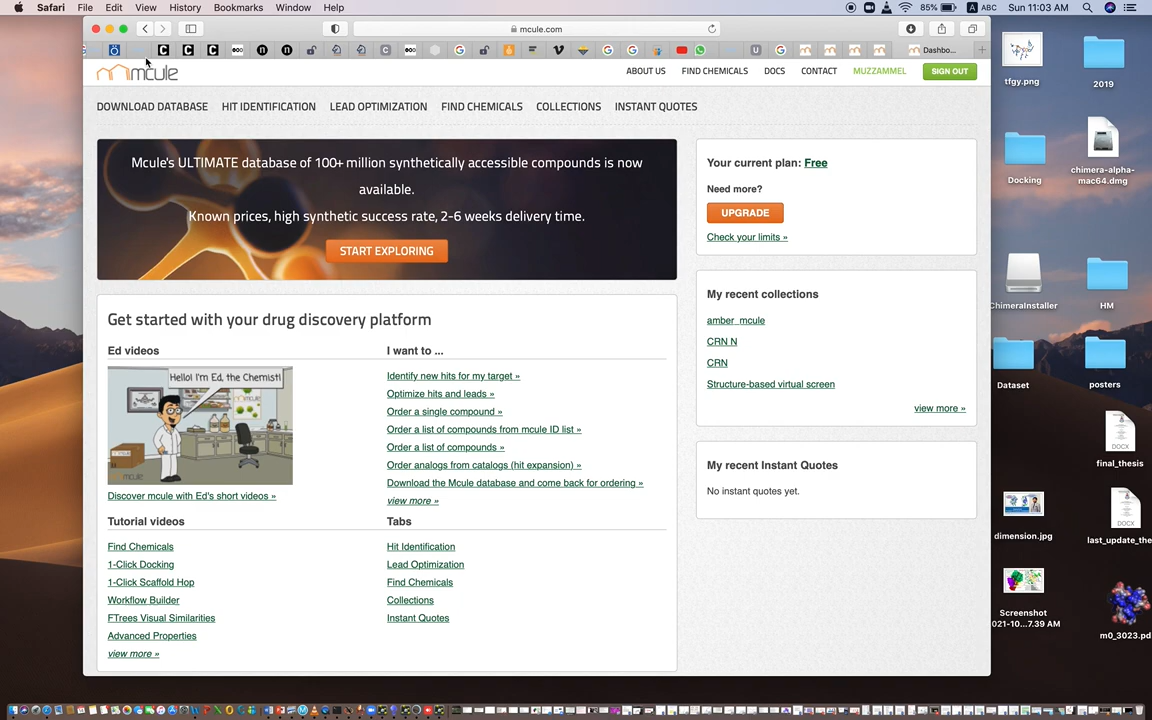 Safari File Edit View History Bookmarks Window Help
85% ABC Sun 11:03 AM
mcule.com
Dashbo...
mcule
ABOUT US FIND CHEMICALS DOCS CONTACT MUZZAMMEL SIGN OUT
DOWNLOAD DATABASE HIT IDENTIFICATION LEAD OPTIMIZATION FIND CHEMICALS COLLECTIONS INSTANT QUOTES
Mcule's ULTIMATE database of 100+ million synthetically accessible compounds is now
available.
Known prices, high synthetic success rate, 2-6 weeks delivery time.
START EXPLORING
Get started with your drug discovery platform
Ed videos
Hello! I'm Ed, the Chemist!
mcule
Discover mcule with Ed's short videos »
I want to ...
Identify new hits for my target »
Optimize hits and leads »
Order a single compound »
Order a list of compounds from mcule ID list »
Order a list of compounds »
Order analogs from catalogs (hit expansion) »
Download the Mcule database and come back for ordering »
view more »
Tutorial videos
Find Chemicals
1-Click Docking
1-Click Scaffold Hop
Workflow Builder
FTrees Visual Similarities
Advanced Properties
view more »
Tabs
Hit Identification
Lead Optimization
Find Chemicals
Collections
Instant Quotes
Your current plan: Free
Need more?
UPGRADE
Check your limits »
My recent collections
amber_mcule
CRN N
CRN
Structure-based virtual screen
view more »
My recent Instant Quotes
No instant quotes yet.
tfgy.png
2019
Docking
chimera-alpha-
mac64.dmg
ChimeraInstaller
HM
Dataset
posters
DOCX
final_thesis
dimension.jpg
DOCX
last_update_the
Screenshot
021-10...7.39 AM
m0_3023.pd